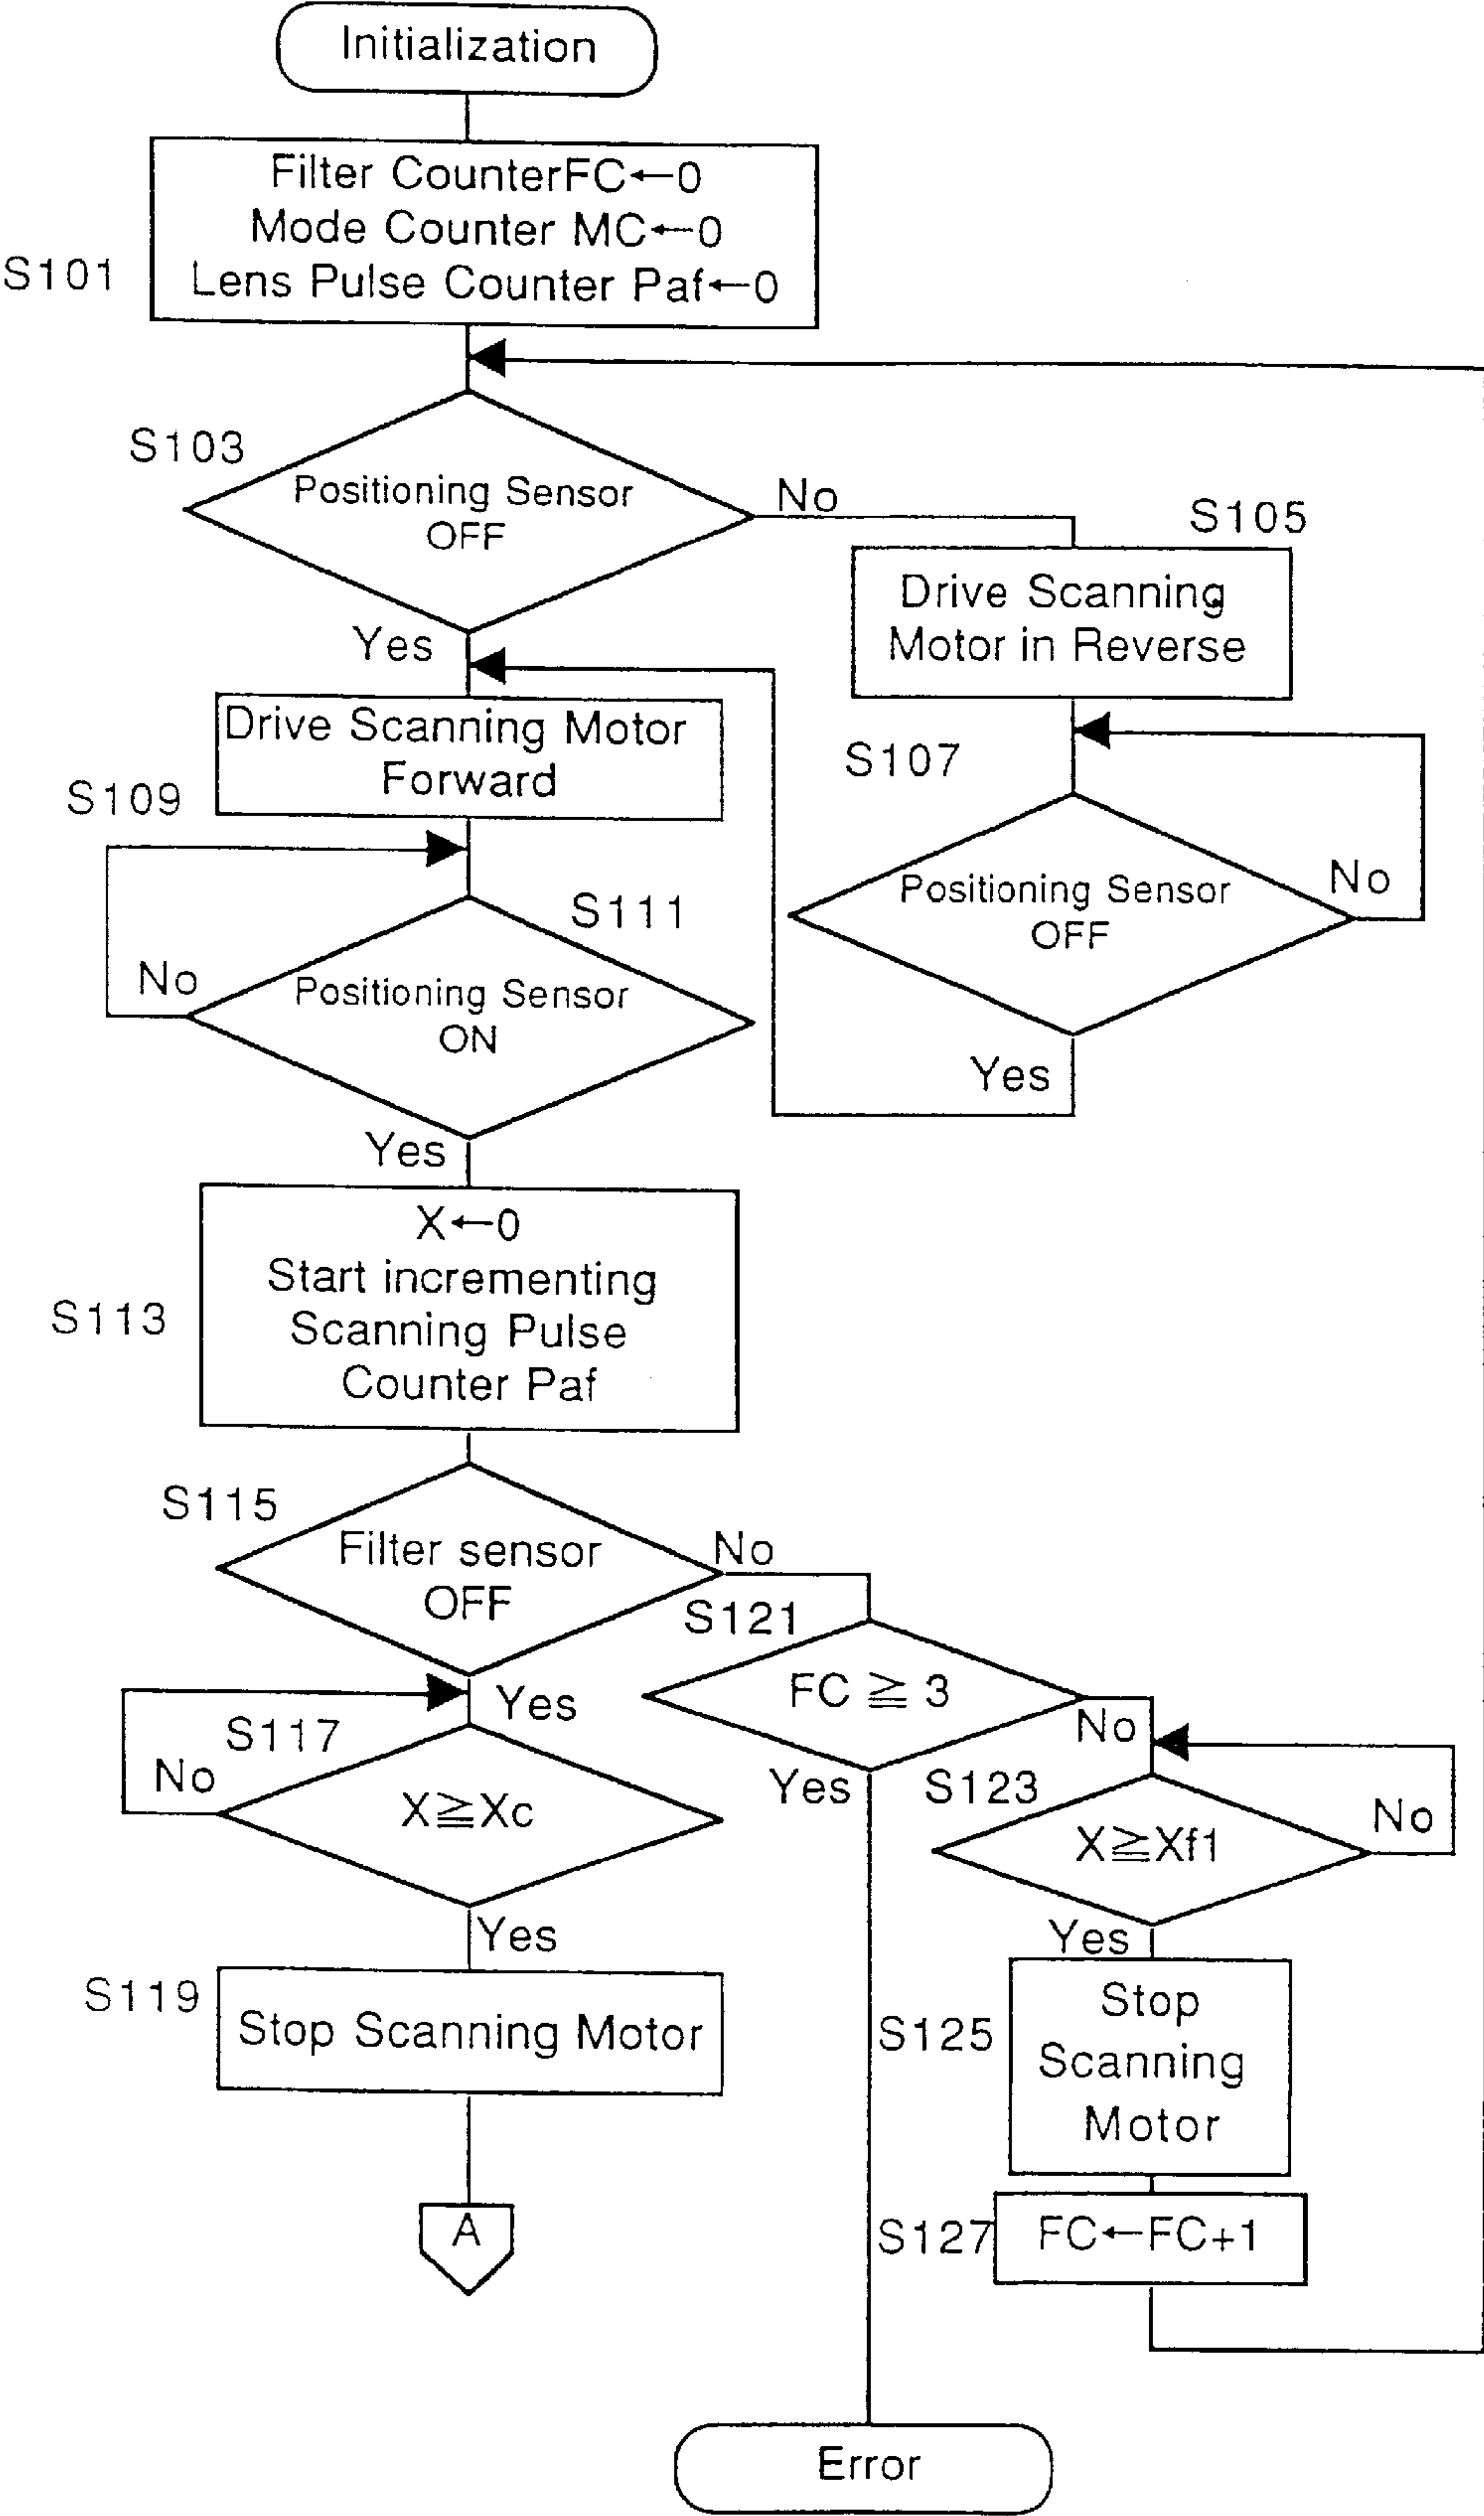 Initialization
Filter CounterFC←0
Mode Counter MC←0
Lens Pulse Counter Paf←0
S101
S103
Positioning Sensor
OFF
No
Yes
S105
Drive Scanning
Motor in Reverse
S107
Positioning Sensor
OFF
No
Yes
Drive Scanning Motor
Forward
S109
S111
Positioning Sensor
ON
No
Yes
X←0
Start incrementing
Scanning Pulse
Counter Paf
S113
S115
Filter sensor
OFF
No
Yes
S117
X≧Xc
No
Yes
S119
Stop Scanning Motor
A
S121
FC ≧ 3
No
Yes
S123
X≧Xf1
No
Yes
S125
Stop
Scanning
Motor
S127
FC←FC+1
Error